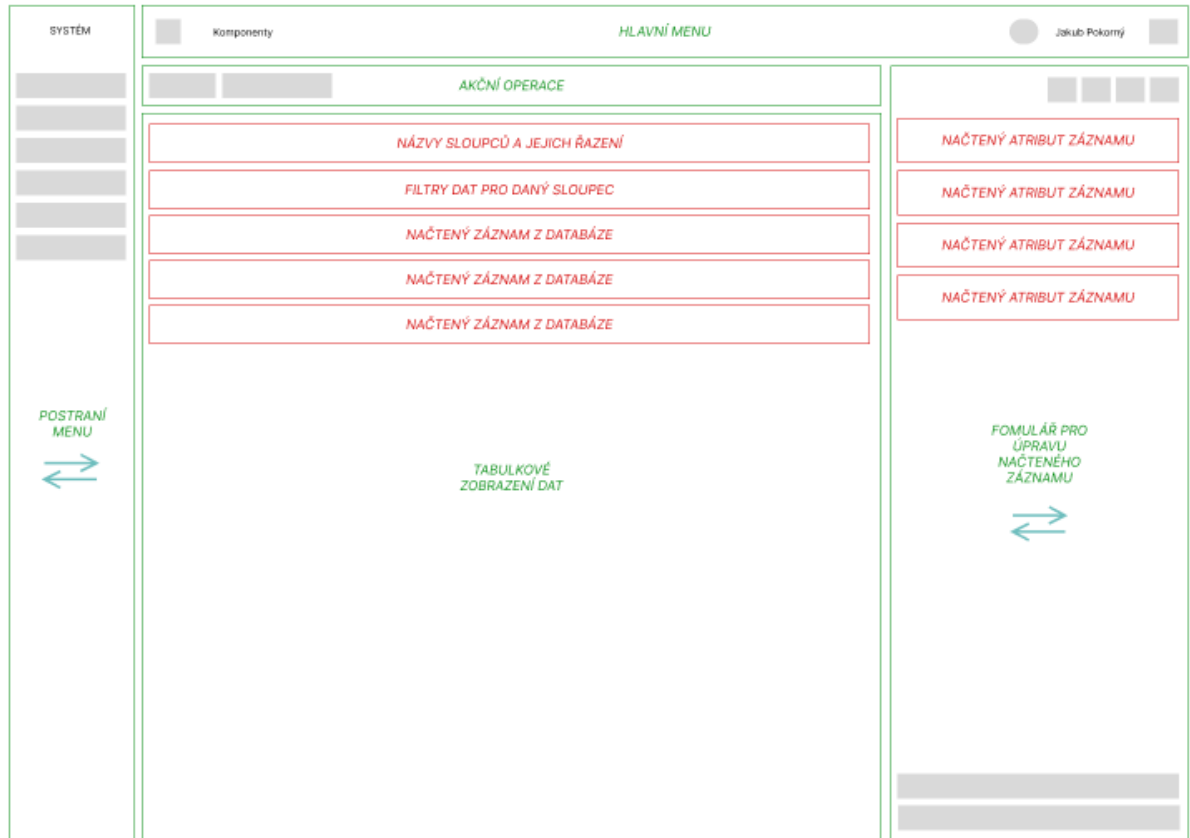 SYSTÉM
Komponenty
HLAVNÍ MENU
Jakub Pokorný
AKČNÍ OPERACE
NÁZVY SLOUPCŮ A JEJICH ŘAZENÍ
FILTRY DAT PRO DANÝ SLOUPEC
NAČTENÝ ZÁZNAM Z DATABÁZE
NAČTENÝ ZÁZNAM Z DATABÁZE
NAČTENÝ ZÁZNAM Z DATABÁZE
NAČTENÝ ATRIBUT ZÁZNAMU
NAČTENÝ ATRIBUT ZÁZNAMU
NAČTENÝ ATRIBUT ZÁZNAMU
NAČTENÝ ATRIBUT ZÁZNAMU
POSTRANÍ
MENU
TABULKOVÉ
ZOBRAZENÍ DAT
FOMULÁŘ PRO
ÚPRAVU
NAČTENÉHO
ZÁZNAMU